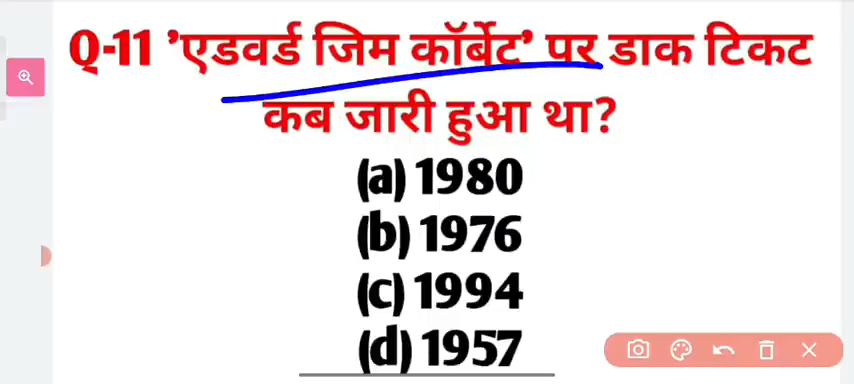 Q-11 'एडवर्ड जिम कॉर्बेट' पर डाक टिकट
कब जारी हुआ था?
(a) 1980
(b) 1976
(c) 1994
(d) 1957